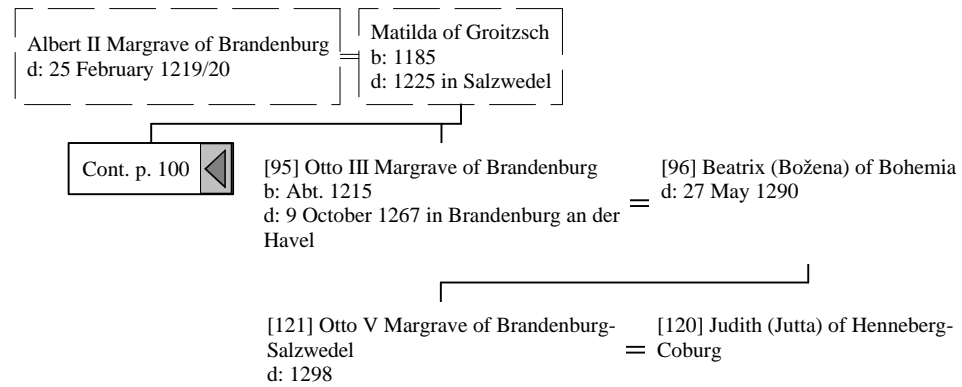 Albert II Margrave of Brandenburg
d: 25 February 1219/20
=
Matilda of Groitzsch
b: 1185
d: 1225 in Salzwedel
Cont. p. 100
[95] Otto III Margrave of Brandenburg
b: Abt. 1215
d: 9 October 1267 in Brandenburg an der
Havel
=
[96] Beatrix (Božena) of Bohemia
d: 27 May 1290
[121] Otto V Margrave of Brandenburg-
Salzwedel
d: 1298
=
[120] Judith (Jutta) of Henneberg-
Coburg